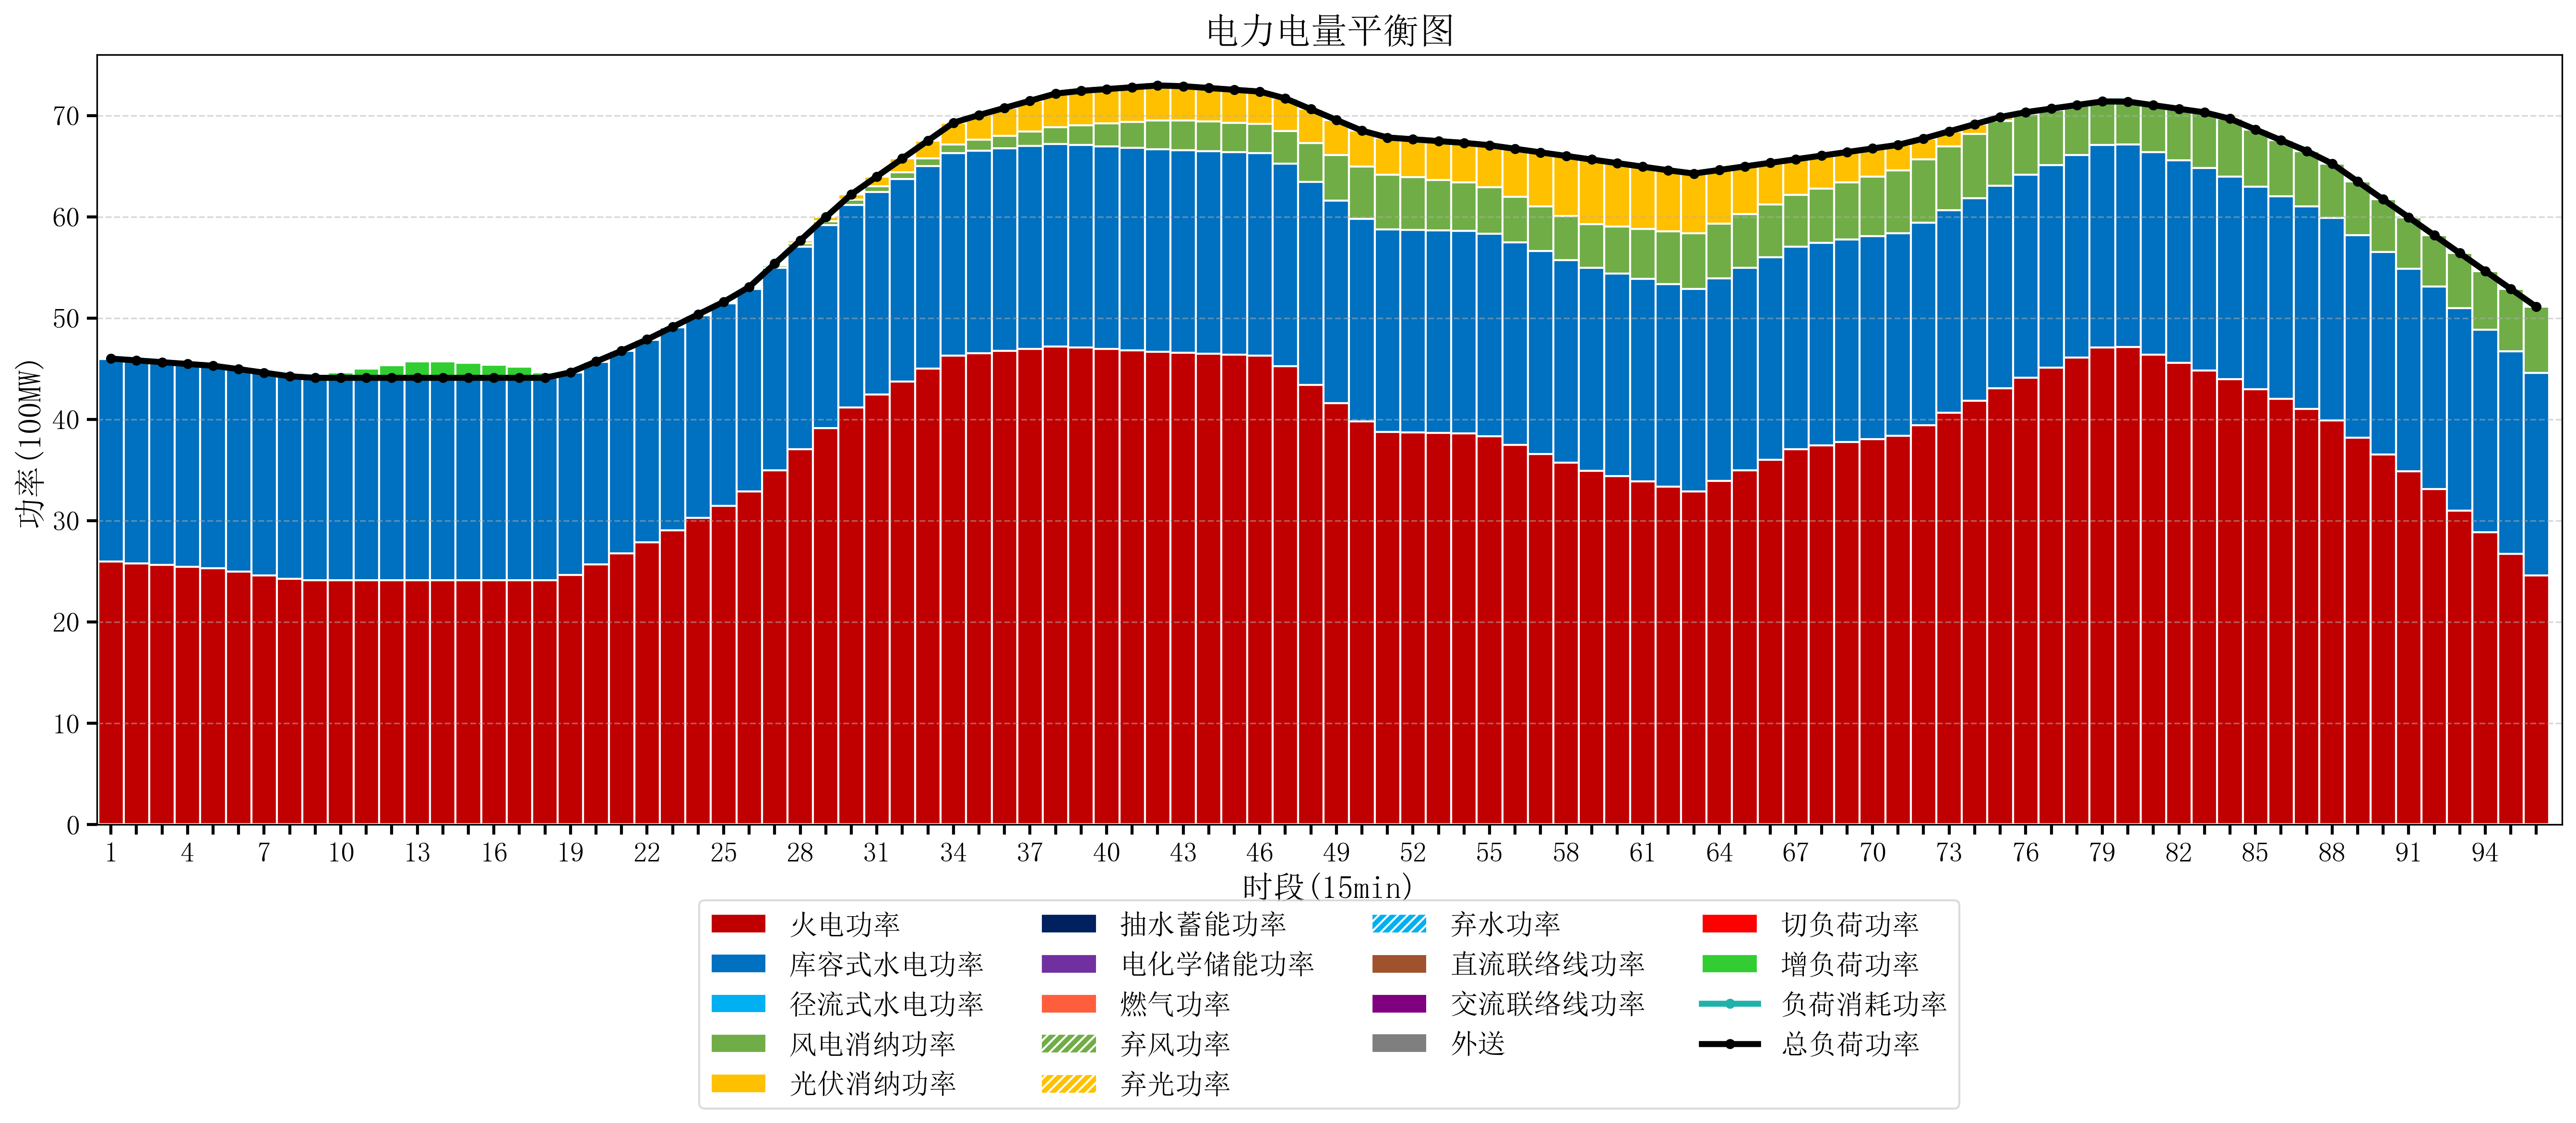 电力电量平衡图
功率(100MW)
70
60
50
40
30
20
10
0
1 4 7 10 13 16 19 22 25 28 31 34 37 40 43 46 49 52 55 58 61 64 67 70 73 76 79 82 85 88 91 94
时段(15min)
火电功率 抽水蓄能功率 弃水功率 切负荷功率
库容式水电功率 电化学储能功率 直流联络线功率 增负荷功率
径流式水电功率 燃气功率 交流联络线功率 负荷消耗功率
风电消纳功率 弃风功率 外送 总负荷功率
光伏消纳功率 弃光功率